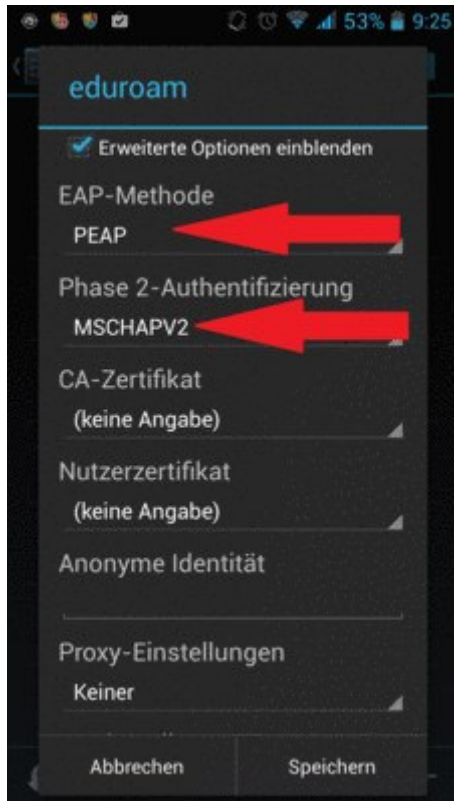 53% 9:25
eduroam
Erweiterte Optionen einblenden
EAP-Methode
PEAP
Phase 2-Authentifizierung
MSCHAPV2
CA-Zertifikat
(keine Angabe)
Nutzerzertifikat
(keine Angabe)
Anonyme Identität
Proxy-Einstellungen
Keiner
Abbrechen Speichern